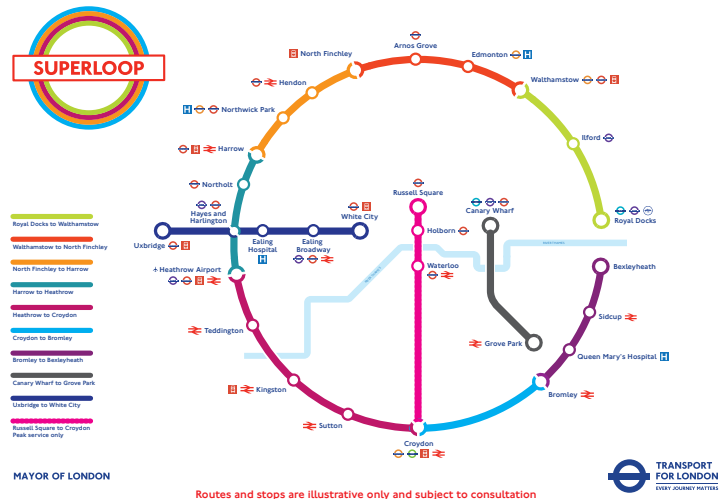 SUPERLOOP
Arnos Grove
North Finchley
Edmonton
H
Hendon
Walthamstow
H
Northwick Park
Ilford
Harrow
Northolt
Russell Square
Canary Wharf
Royal Docks
Hayes and
Harlington
White City
Holborn
Uxbridge
Ealing
Hospital
H
Ealing
Broadway
Heathrow Airport
Waterloo
Bexleyheath
Sidcup
Teddington
Grove Park
Queen Mary's Hospital
H
Kingston
Bromley
Sutton
Croydon
Royal Docks to Walthamstow
Walthamstow to North Finchley
North Finchley to Harrow
Harrow to Heathrow
Heathrow to Croydon
Croydon to Bromley
Bromley to Bexleyheath
Canary Wharf to Grove Park
Uxbridge to White City
Russell Square to Croydon
Peak service only
MAYOR OF LONDON
TRANSPORT
FOR LONDON
EVERY JOURNEY MATTERS
Routes and stops are illustrative only and subject to consultation